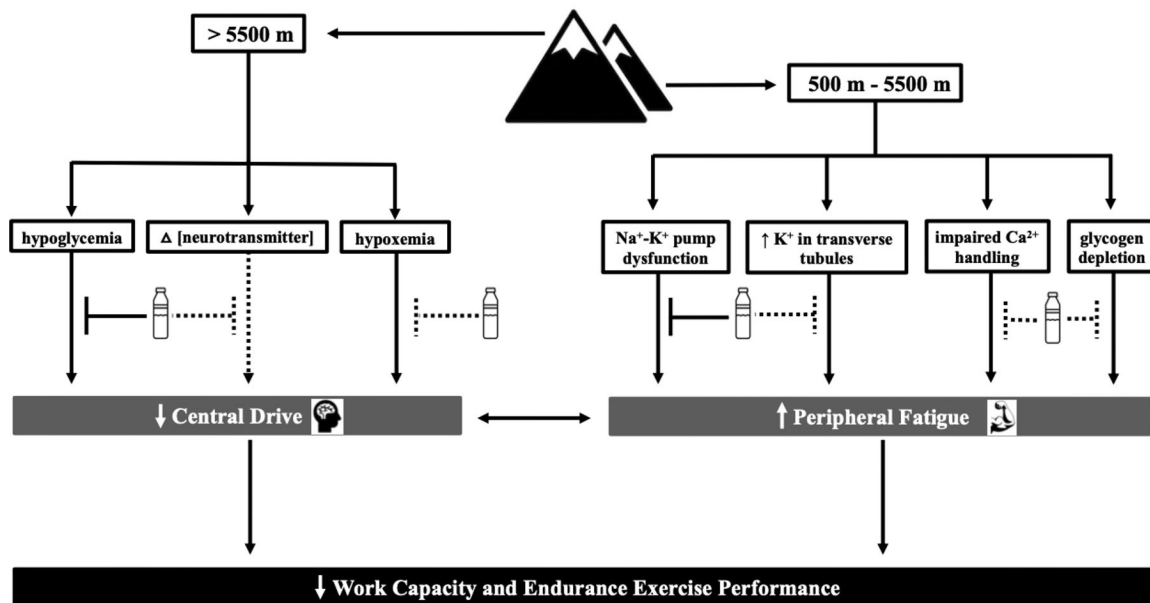 > 5500 m
500 m - 5500 m
hypoglycemia
Δ [neurotransmitter]
hypoxemia
Na⁺-K⁺ pump
dysfunction
↑ K⁺ in transverse
tubules
impaired Ca²⁺
handling
glycogen
depletion
↓ Central Drive
↑ Peripheral Fatigue
↓ Work Capacity and Endurance Exercise Performance